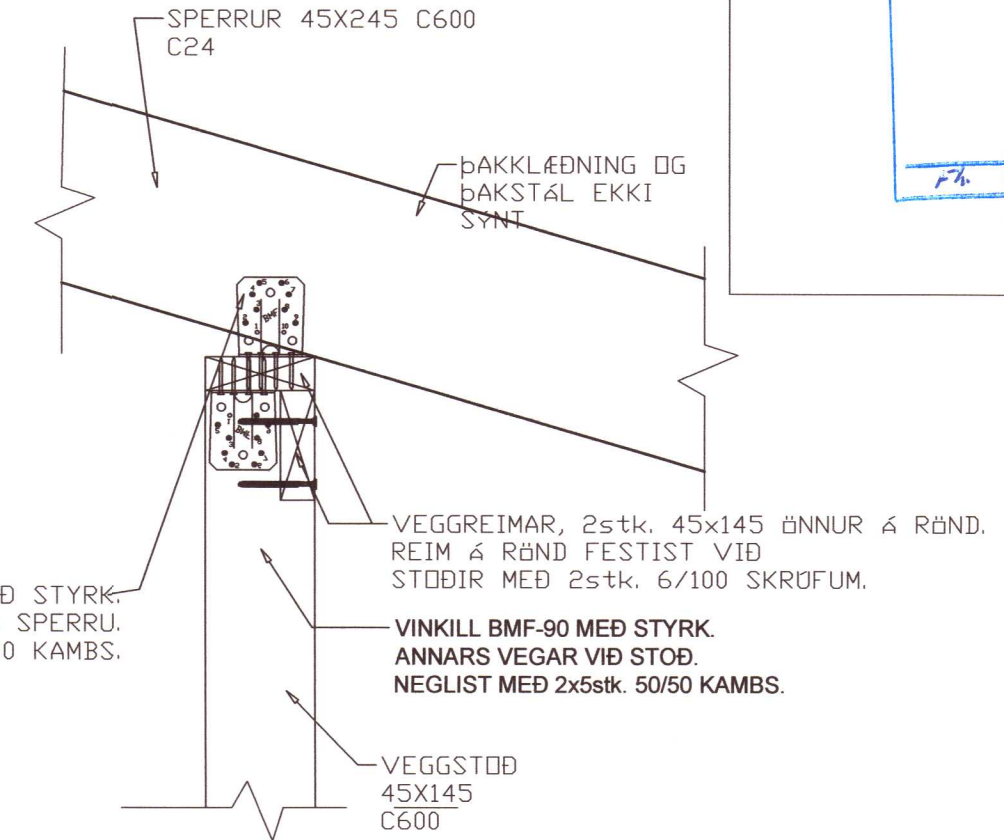 SPERRUR 45X245 C600
C24
ÞAKKLÆÐNING OG
ÞAKSTÁL EKKI
SÝNT
VEGGREIMAR, 2stk. 45x145 ÖNNUR Á RÖND.
REIM Á RÖND FESTIST VIÐ
STOÐIR MEÐ 2stk. 6/100 SKRÚFUM.
Ð STYRK.
SPERRU.
0 KAMBS.
VINKILL BMF-90 MEÐ STYRK.
ANNARS VEGAR VIÐ STOÐ.
NEGLIST MEÐ 2x5stk. 50/50 KAMBS.
VEGGSTOÐ
45X145
C600
BMF
BMF